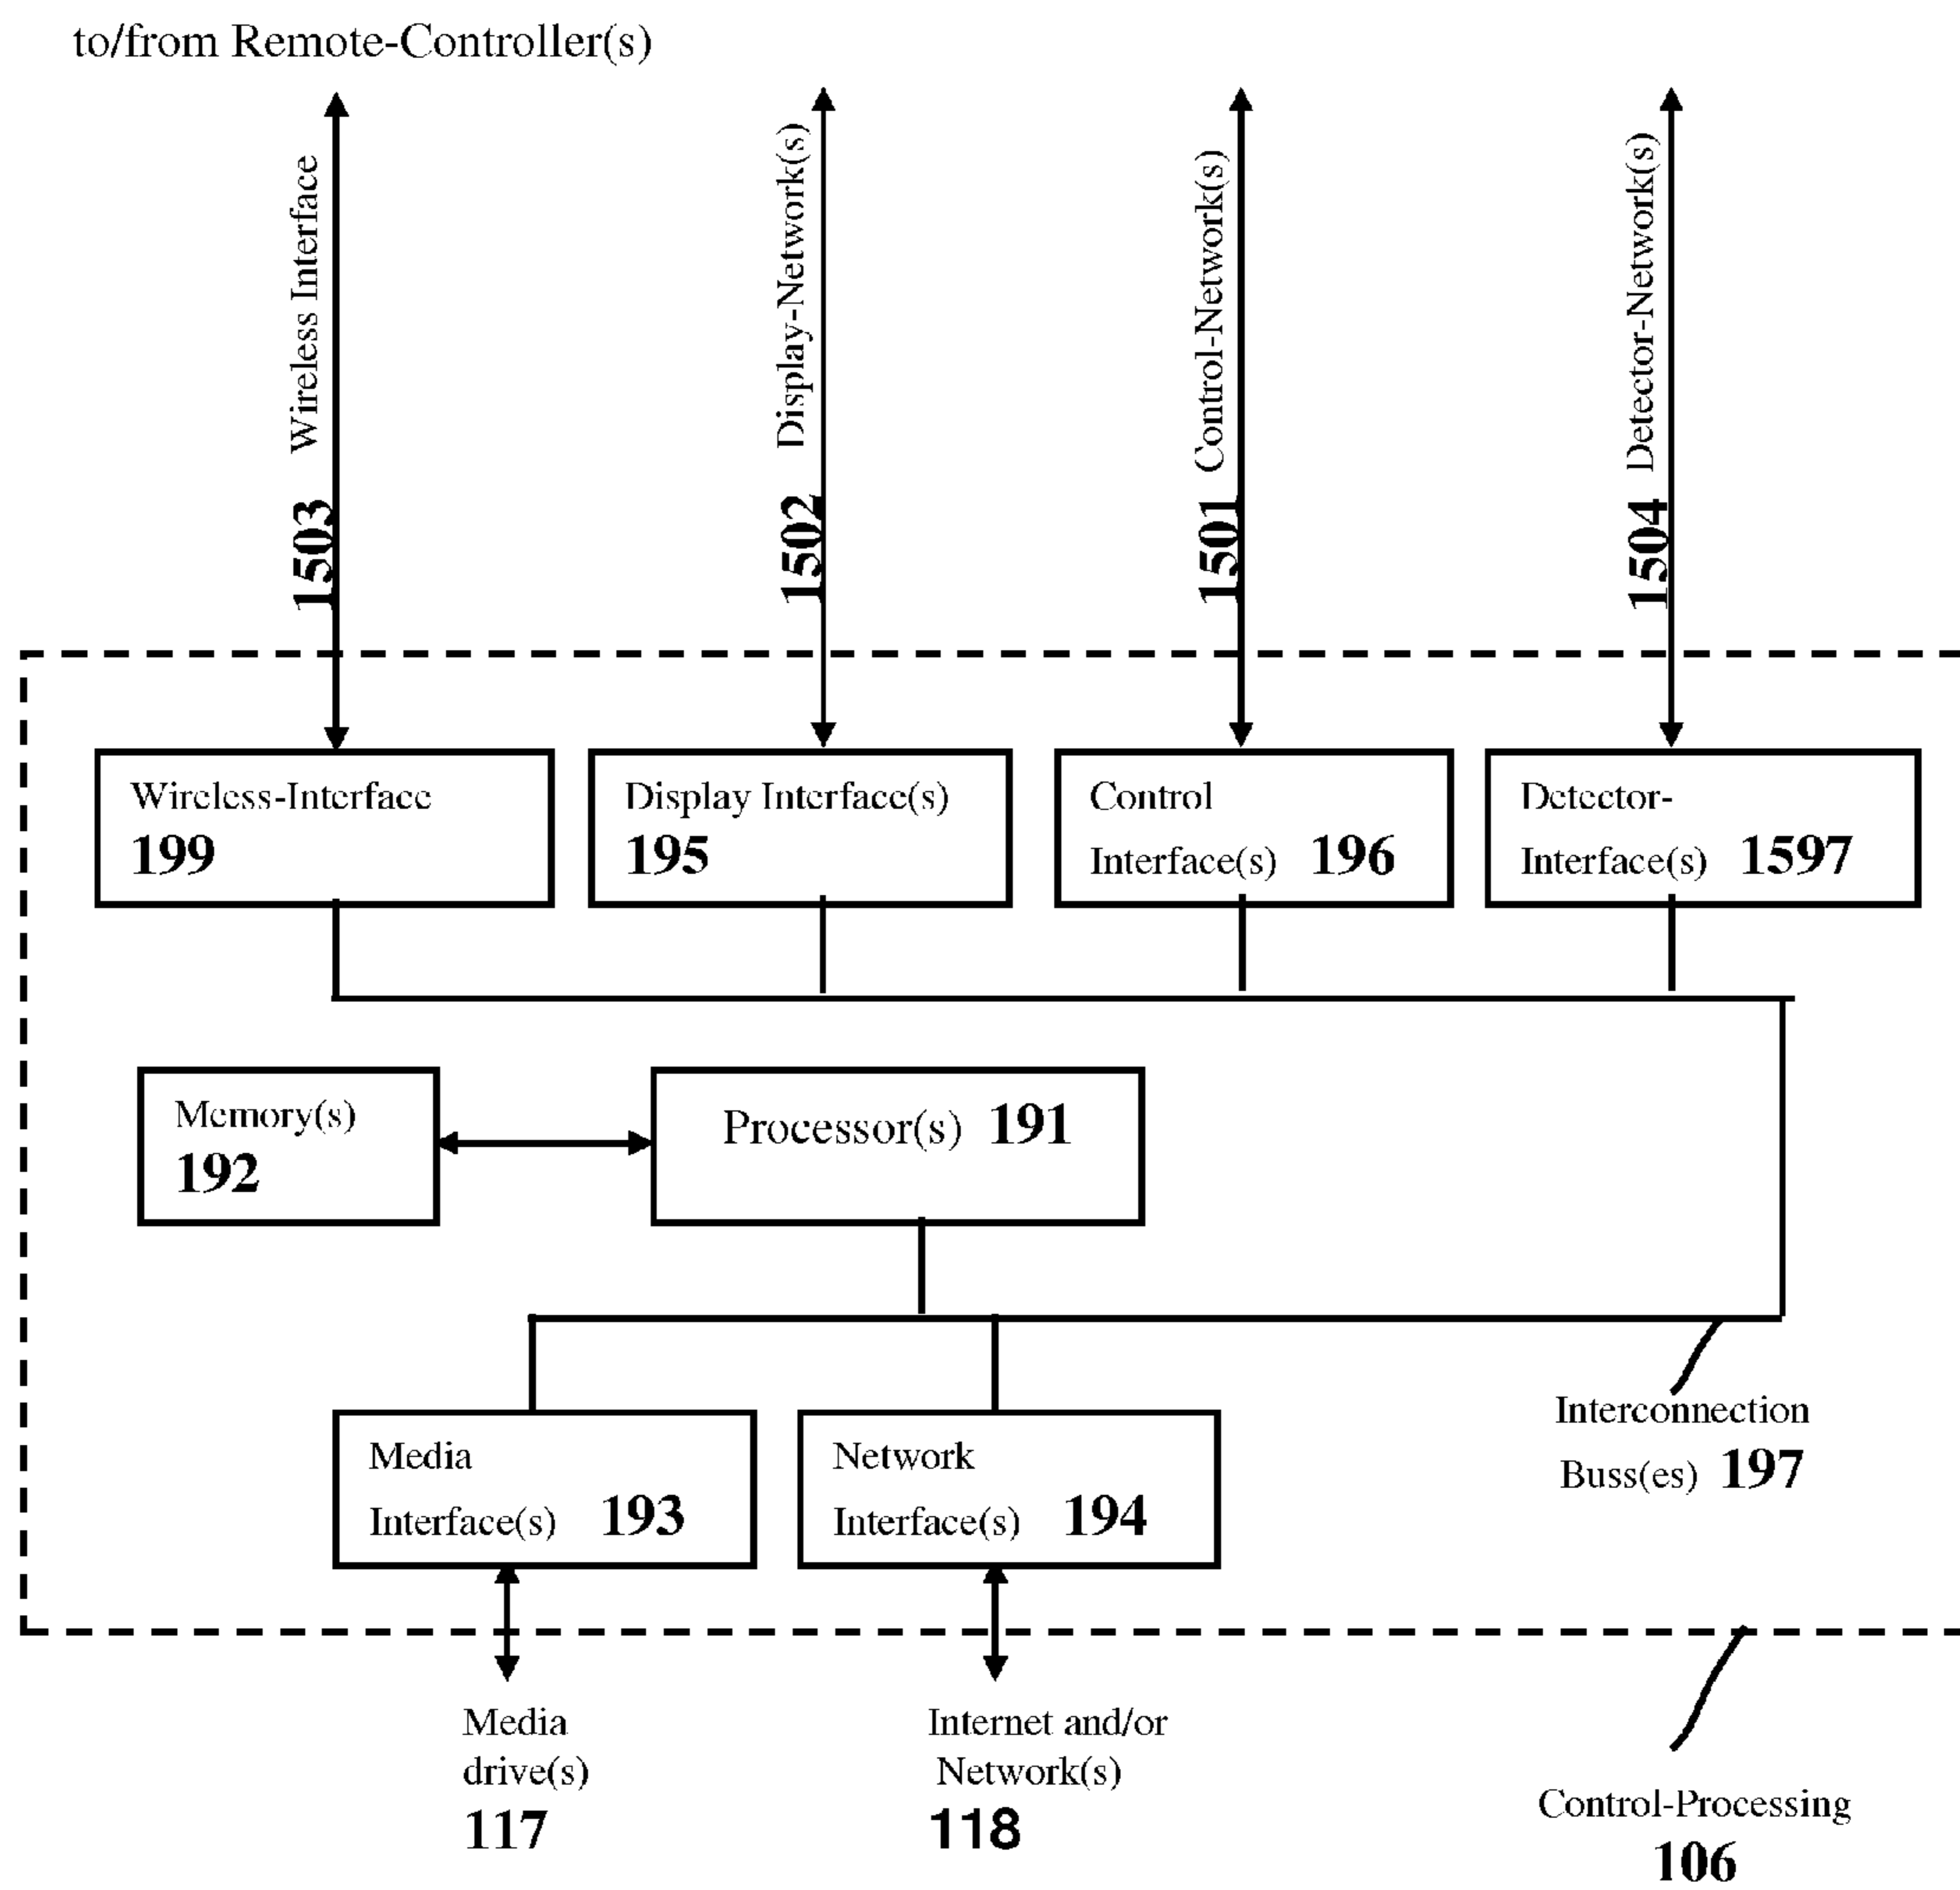 to/from Remote-Controller(s)
1503 Wireless Interface
1502 Display-Network(s)
1501 Control-Network(s)
1504 Detector-Network(s)
Wireless-Interface
199
Display Interface(s)
195
Control
Interface(s) 196
Detector-
Interface(s) 1597
Memory(s)
192
Processor(s) 191
Media
Interface(s) 193
Network
Interface(s) 194
Interconnection
Buss(es) 197
Media
drive(s)
117
Internet and/or
Network(s)
118
Control-Processing
106